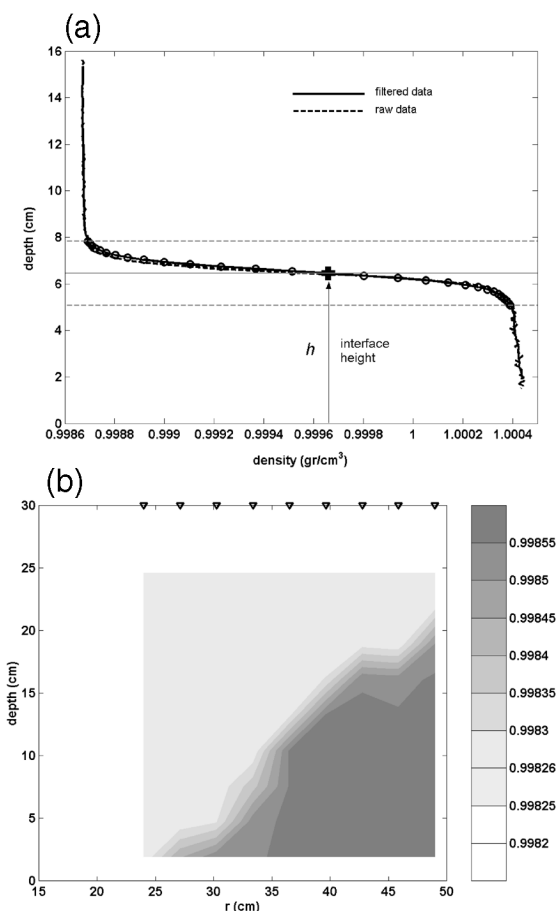 (a)
16
14
12
10
8
6
4
2
0
depth (cm)
filtered data
raw data
h
interface
height
0.9986 0.9988 0.999 0.9992 0.9994 0.9996 0.9998 1 1.0002 1.0004
density (gr/cm³)
(b)
30
25
20
15
10
5
0
depth (cm)
15 20 25 30 35 40 45 50
r (cm)
0.99855
0.9985
0.99845
0.9984
0.99835
0.9983
0.99826
0.99825
0.9982